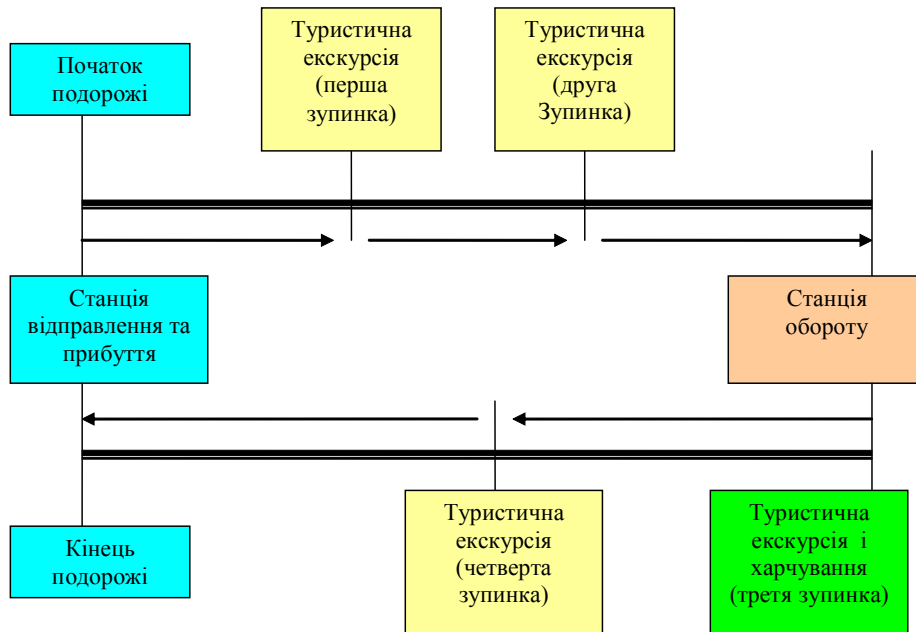 Початок
подорожі
Туристична
екскурсія
(перша
зупинка)
Туристична
екскурсія
(друга
Зупинка)
Станція
відправлення та
прибуття
Станція
обороту
Кінець
подорожі
Туристична
екскурсія
(четверта
зупинка)
Туристична
екскурсія і
харчування
(третя зупинка)